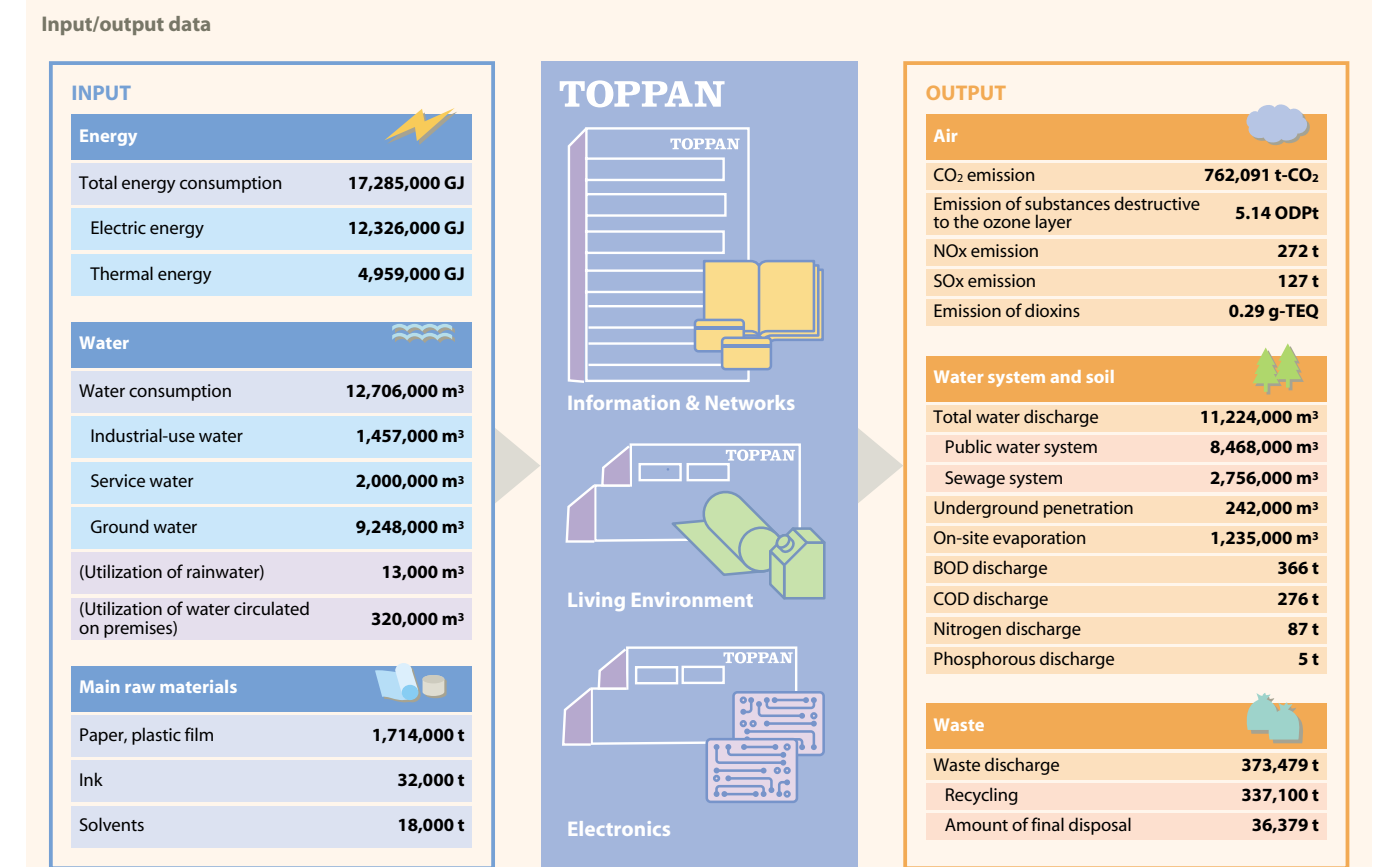 Input/output data
INPUT
Energy
Total energy consumption 17,285,000 GJ
Electric energy 12,326,000 GJ
Thermal energy 4,959,000 GJ
Water
Water consumption 12,706,000 m³
Industrial-use water 1,457,000 m³
Service water 2,000,000 m³
Ground water 9,248,000 m³
(Utilization of rainwater) 13,000 m³
(Utilization of water circulated
on premises) 320,000 m³
Main raw materials
Paper, plastic film 1,714,000 t
Ink 32,000 t
Solvents 18,000 t
TOPPAN
TOPPAN
Information & Networks
TOPPAN
Living Environment
TOPPAN
Electronics
OUTPUT
Air
CO₂ emission 762,091 t-CO₂
Emission of substances destructive
to the ozone layer 5.14 ODPt
NOx emission 272 t
SOx emission 127 t
Emission of dioxins 0.29 g-TEQ
Water system and soil
Total water discharge 11,224,000 m³
Public water system 8,468,000 m³
Sewage system 2,756,000 m³
Underground penetration 242,000 m³
On-site evaporation 1,235,000 m³
BOD discharge 366 t
COD discharge 276 t
Nitrogen discharge 87 t
Phosphorous discharge 5 t
Waste
Waste discharge 373,479 t
Recycling 337,100 t
Amount of final disposal 36,379 t